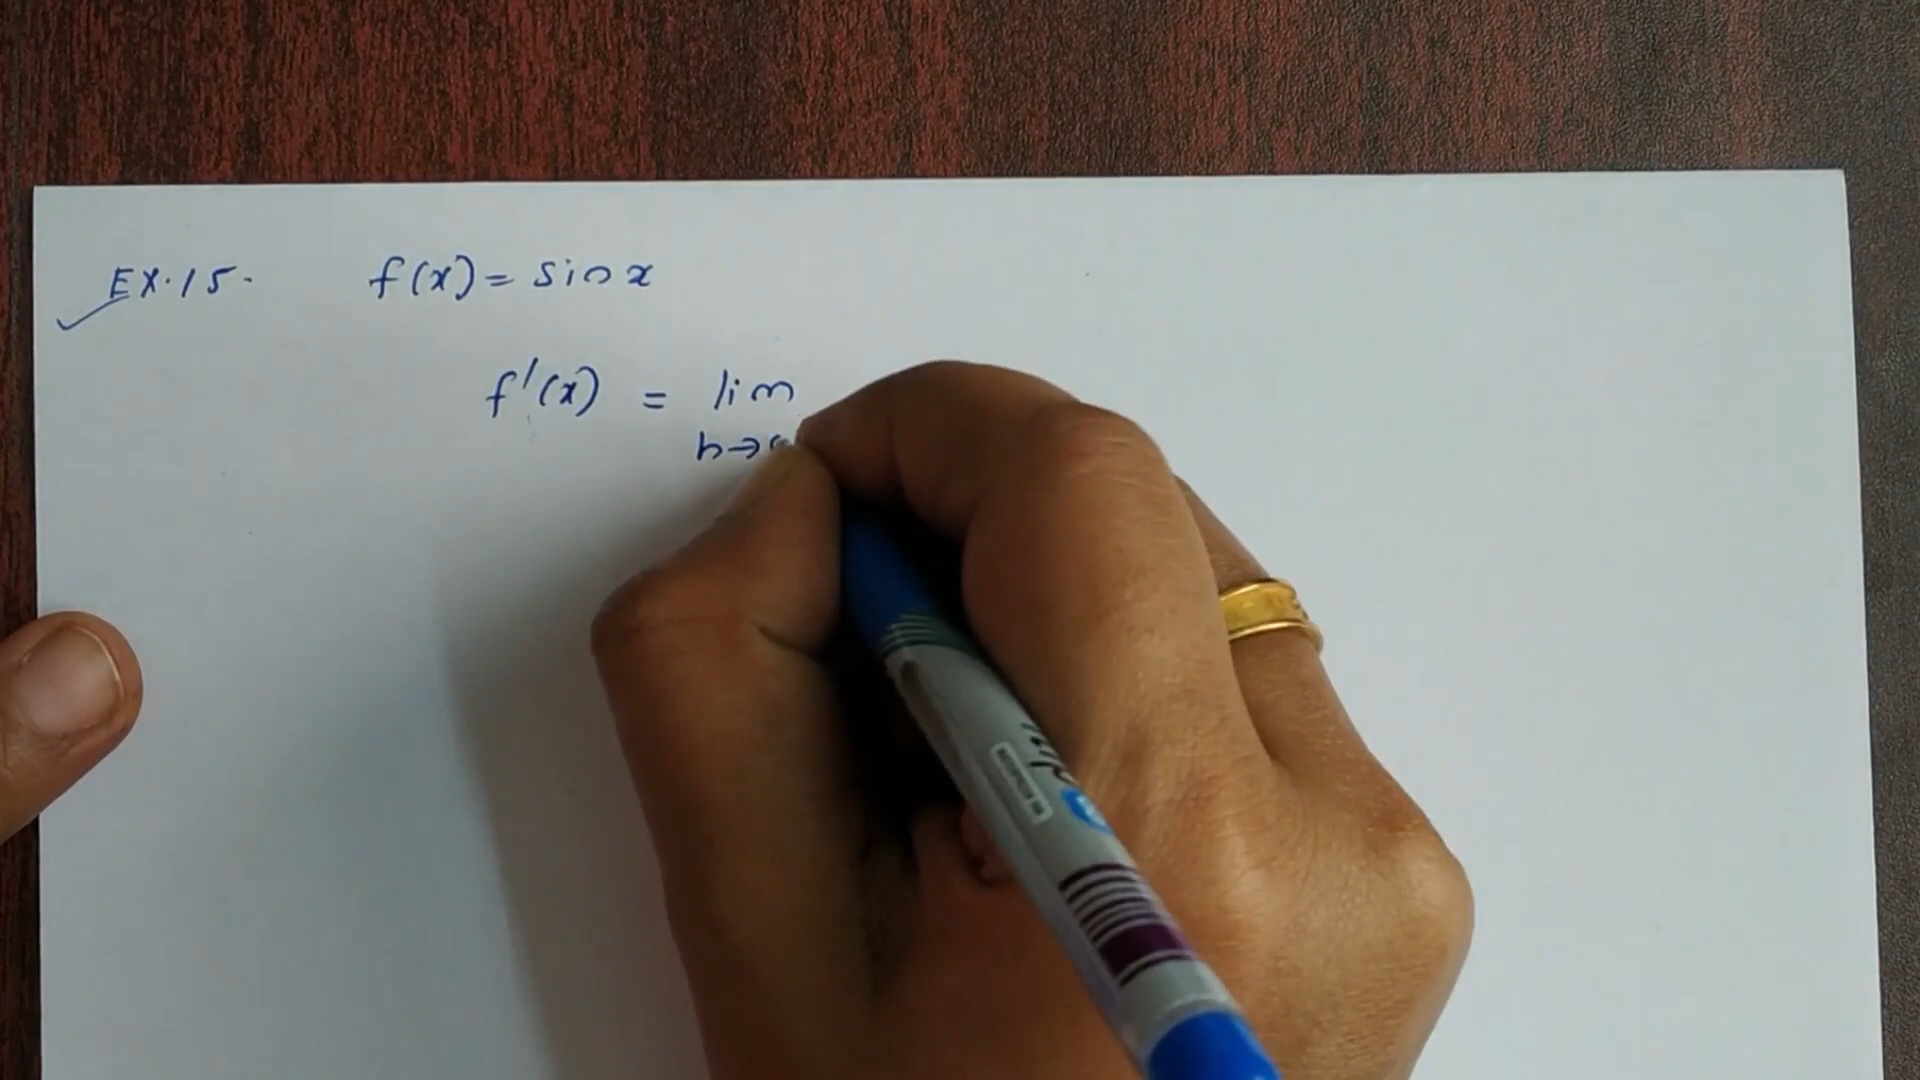 EX.15. f(x) = sin x
f'(x) = lim
h→